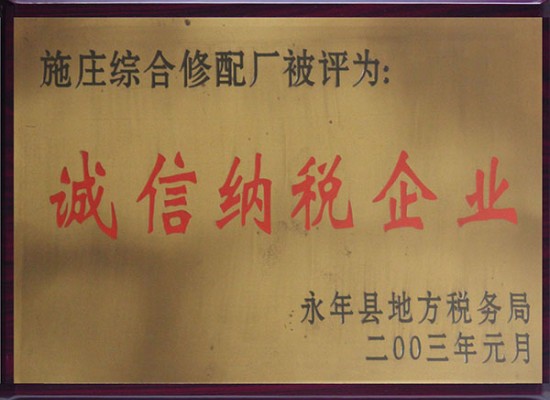 施庄综合修配厂被评为:
诚信纳税企业
永年县地方税务局
二00三年元月